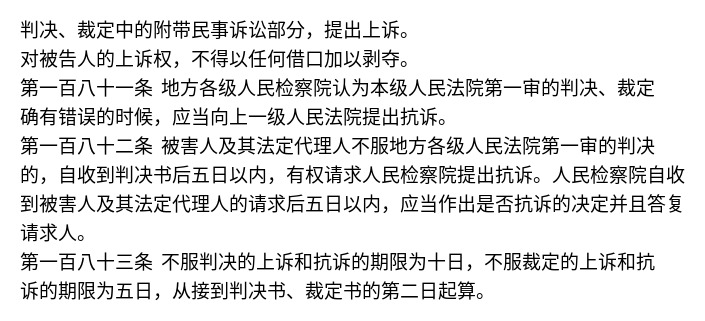 判决、裁定中的附带民事诉讼部分，提出上诉。
对被告人的上诉权，不得以任何借口加以剥夺。
第一百八十一条 地方各级人民检察院认为本级人民法院第一审的判决、裁定
确有错误的时候，应当向上一级人民法院提出抗诉。
第一百八十二条 被害人及其法定代理人不服地方各级人民法院第一审的判决
的，自收到判决书后五日以内，有权请求人民检察院提出抗诉。人民检察院自收
到被害人及其法定代理人的请求后五日以内，应当作出是否抗诉的决定并且答复
请求人。
第一百八十三条 不服判决的上诉和抗诉的期限为十日，不服裁定的上诉和抗
诉的期限为五日，从接到判决书、裁定书的第二日起算。